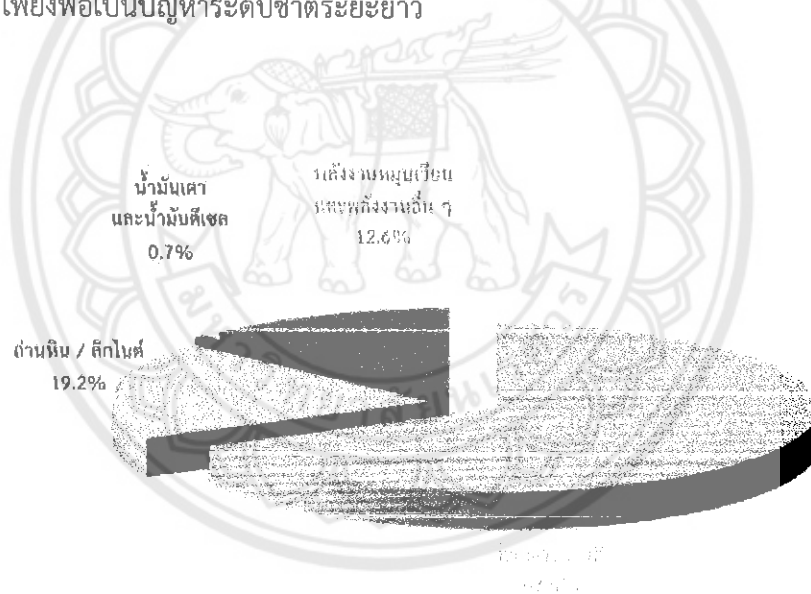 เพียงพอเป็นปัญหาระดับชาติระยะยาว
น้ำมันเตา
และน้ำมันดีเซล
0.7%
พลังงานหมุนเวียน
และพลังงานอื่น ๆ
12.6%
ถ่านหิน / ลิกไนต์
19.2%